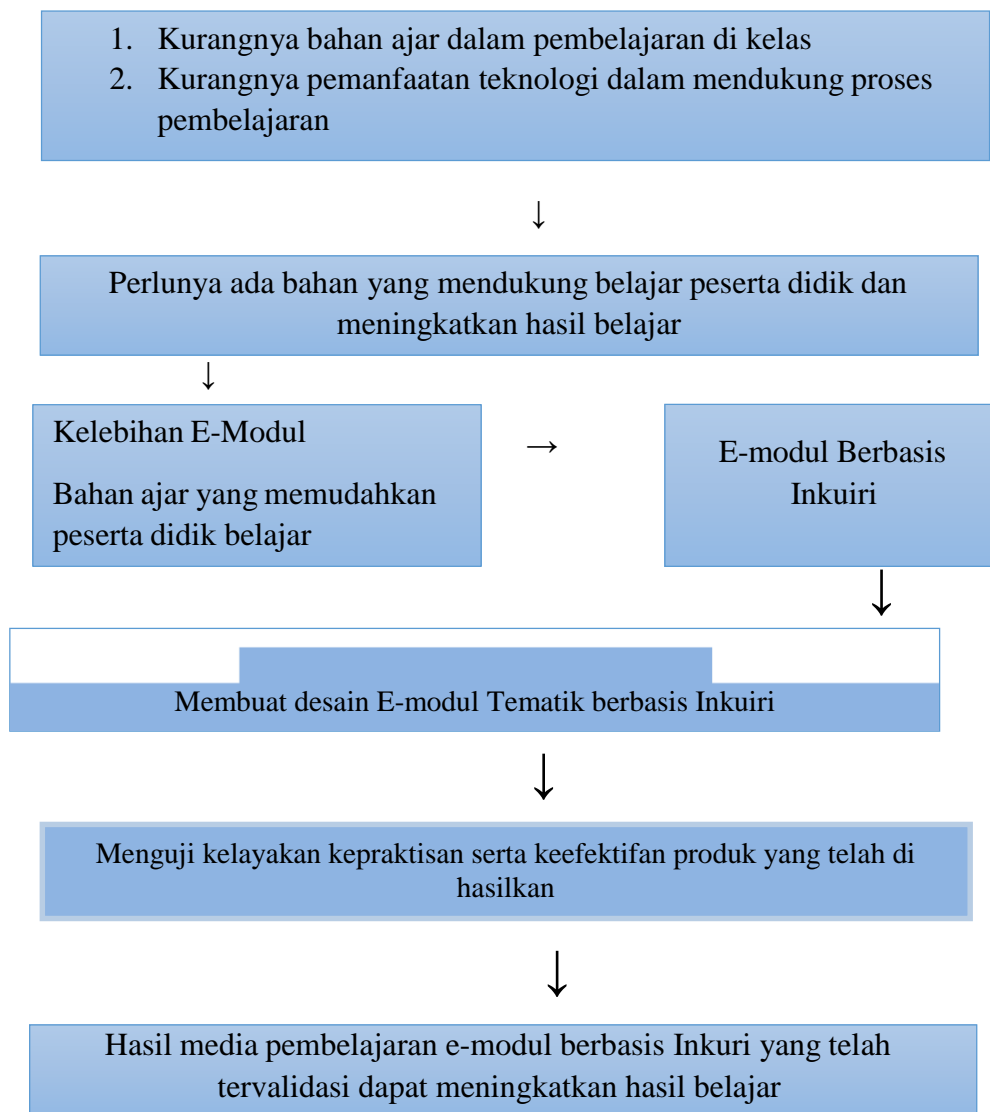 1. Kurangnya bahan ajar dalam pembelajaran di kelas
2. Kurangnya pemanfaatan teknologi dalam mendukung proses
pembelajaran
↓
Perlunya ada bahan yang mendukung belajar peserta didik dan
meningkatkan hasil belajar
↓
Kelebihan E-Modul
Bahan ajar yang memudahkan
peserta didik belajar
→
E-modul Berbasis
Inkuiri
↓
Membuat desain E-modul Tematik berbasis Inkuiri
↓
Menguji kelayakan kepraktisan serta keefektifan produk yang telah di
hasilkan
↓
Hasil media pembelajaran e-modul berbasis Inkuri yang telah
tervalidasi dapat meningkatkan hasil belajar